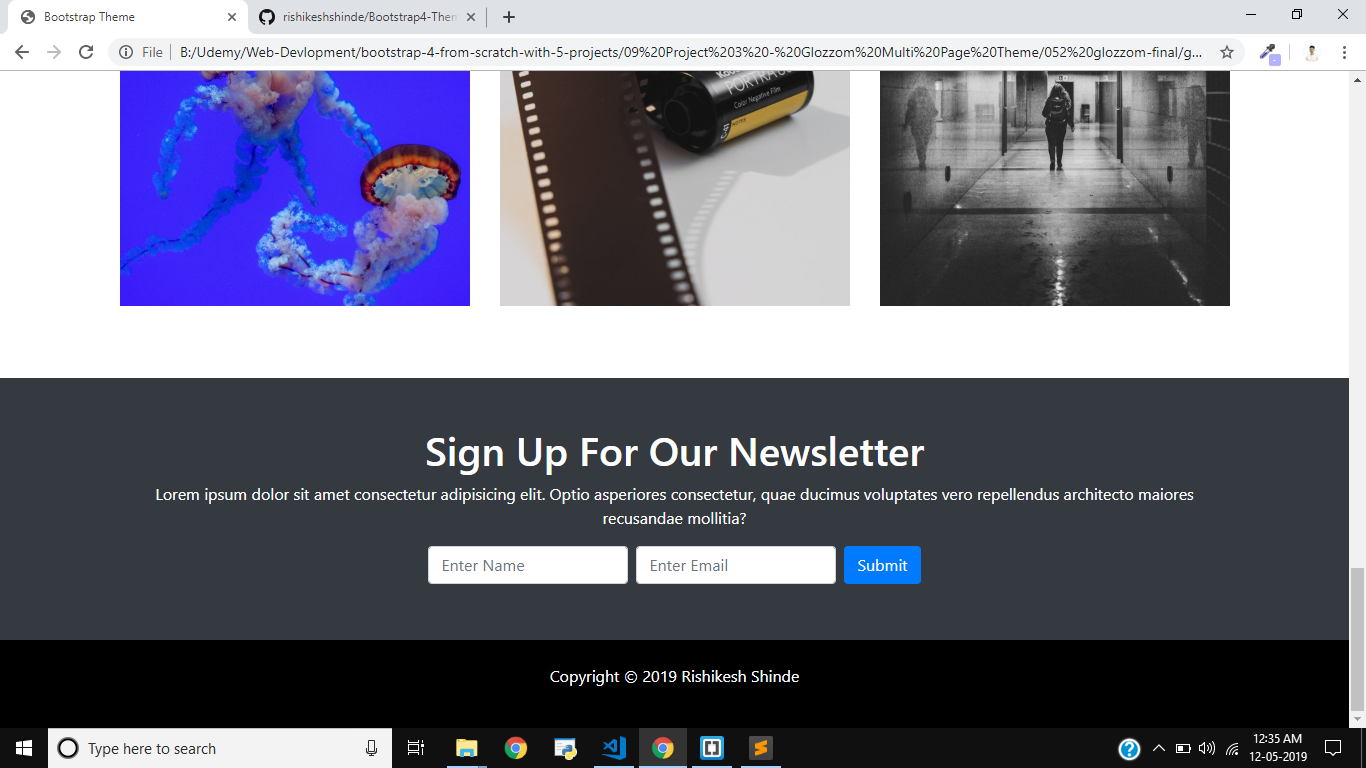 Bootstrap Theme
rishikeshshinde/Bootstrap4-Them
File
B:/Udemy/Web-Devlopment/bootstrap-4-from-scratch-with-5-projects/09%20Project%203%20-%20Glozzom%20Multi%20Page%20Theme/052%20glozzom-final/g...
PORTRA
Color Negative Film
C-41
Sign Up For Our Newsletter
Lorem ipsum dolor sit amet consectetur adipisicing elit. Optio asperiores consectetur, quae ducimus voluptates vero repellendus architecto maiores
recusandae mollitia?
Enter Name
Enter Email
Submit
Copyright © 2019 Rishikesh Shinde
Type here to search
12:35 AM
12-05-2019